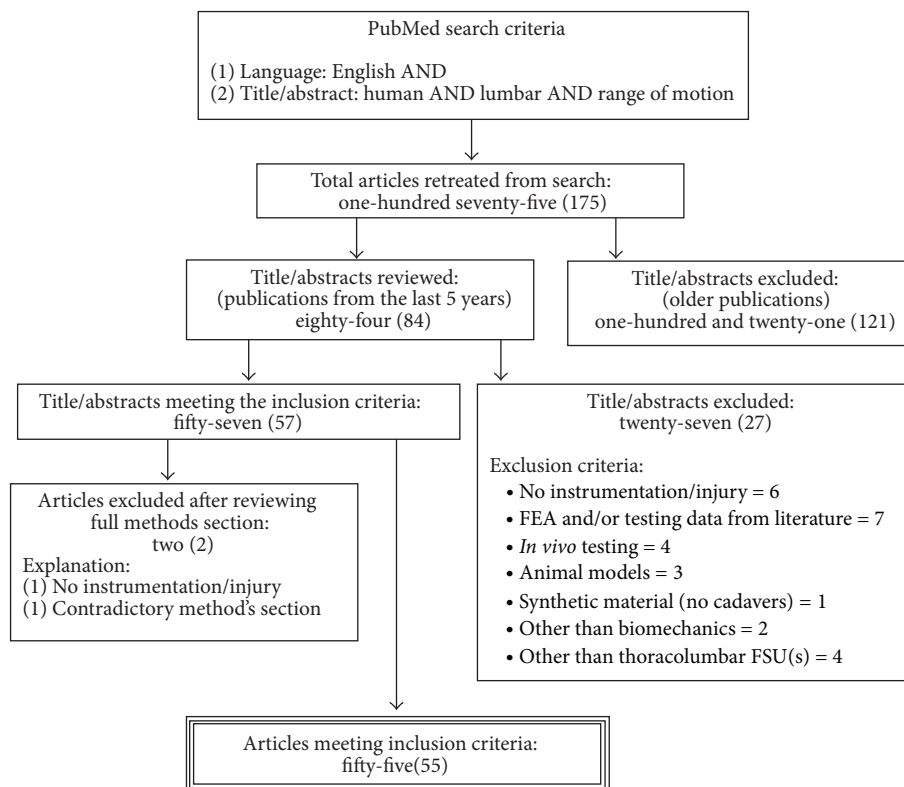 PubMed search criteria
(1) Language: English AND
(2) Title/abstract: human AND lumbar AND range of motion
Total articles retreated from search:
one-hundred seventy-five (175)
Title/abstracts reviewed:
(publications from the last 5 years)
eighty-four (84)
Title/abstracts excluded:
(older publications)
one-hundred and twenty-one (121)
Title/abstracts meeting the inclusion criteria:
fifty-seven (57)
Title/abstracts excluded:
twenty-seven (27)
Exclusion criteria:
• No instrumentation/injury = 6
• FEA and/or testing data from literature = 7
• In vivo testing = 4
• Animal models = 3
• Synthetic material (no cadavers) = 1
• Other than biomechanics = 2
• Other than thoracolumbar FSU(s) = 4
Articles excluded after reviewing
full methods section:
two (2)
Explanation:
(1) No instrumentation/injury
(1) Contradictory method's section
Articles meeting inclusion criteria:
fifty-five(55)